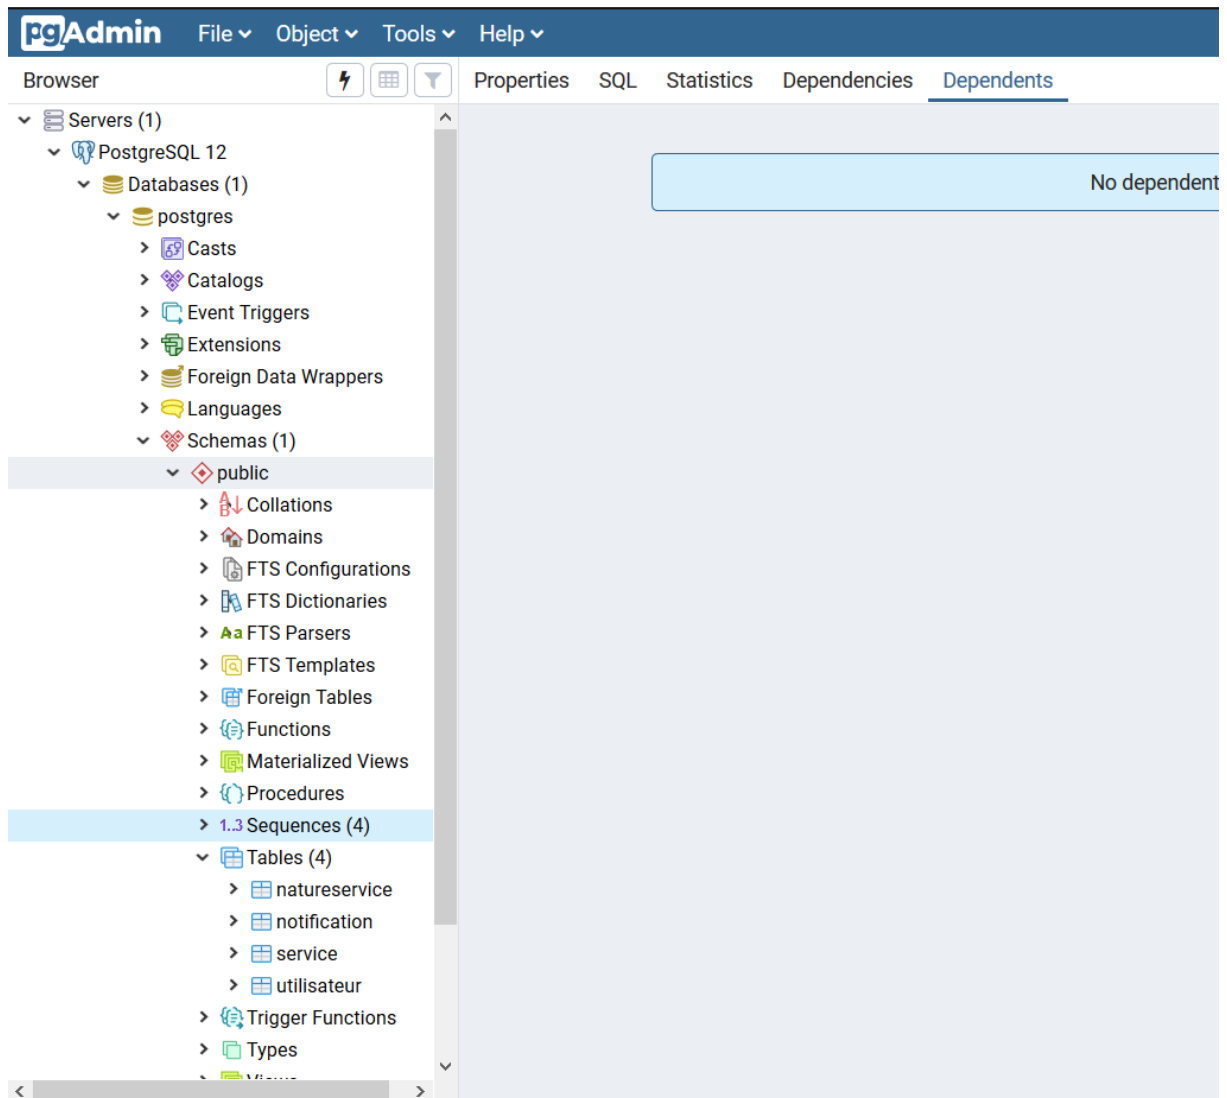 pgAdmin File Object Tools Help
Browser Properties SQL Statistics Dependencies Dependents
Servers (1)
PostgreSQL 12
Databases (1)
No dependent
postgres
Casts
Catalogs
Event Triggers
Extensions
Foreign Data Wrappers
Languages
Schemas (1)
public
Collations
Domains
FTS Configurations
FTS Dictionaries
Aa FTS Parsers
FTS Templates
Foreign Tables
Functions
Materialized Views
Procedures
1..3 Sequences (4)
Tables (4)
natureservice
notification
service
utilisateur
Trigger Functions
Types
Views